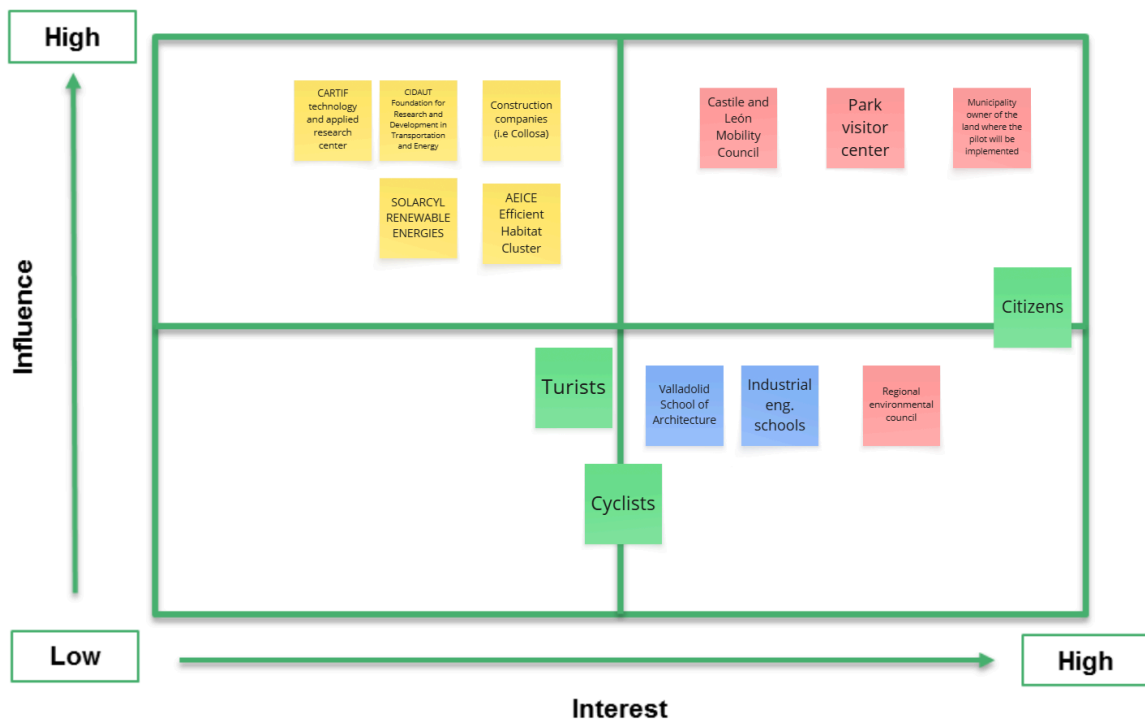 High
CARTIF
technology
and applied
research
center
CIDAUT
Foundation for
Research and
Development in
Transportation
and Energy
Construction
companies
(i.e Collosa)
Castile and
León
Mobility
Council
Park
visitor
center
Municipality
owner of the
land where the
pilot will be
implemented
SOLARCYL
RENEWABLE
ENERGIES
AEICE
Efficient
Habitat
Cluster
Citizens
Influence
Turists
Valladolid
School of
Architecture
Industrial
eng.
schools
Regional
environmental
council
Cyclists
Low
High
Interest